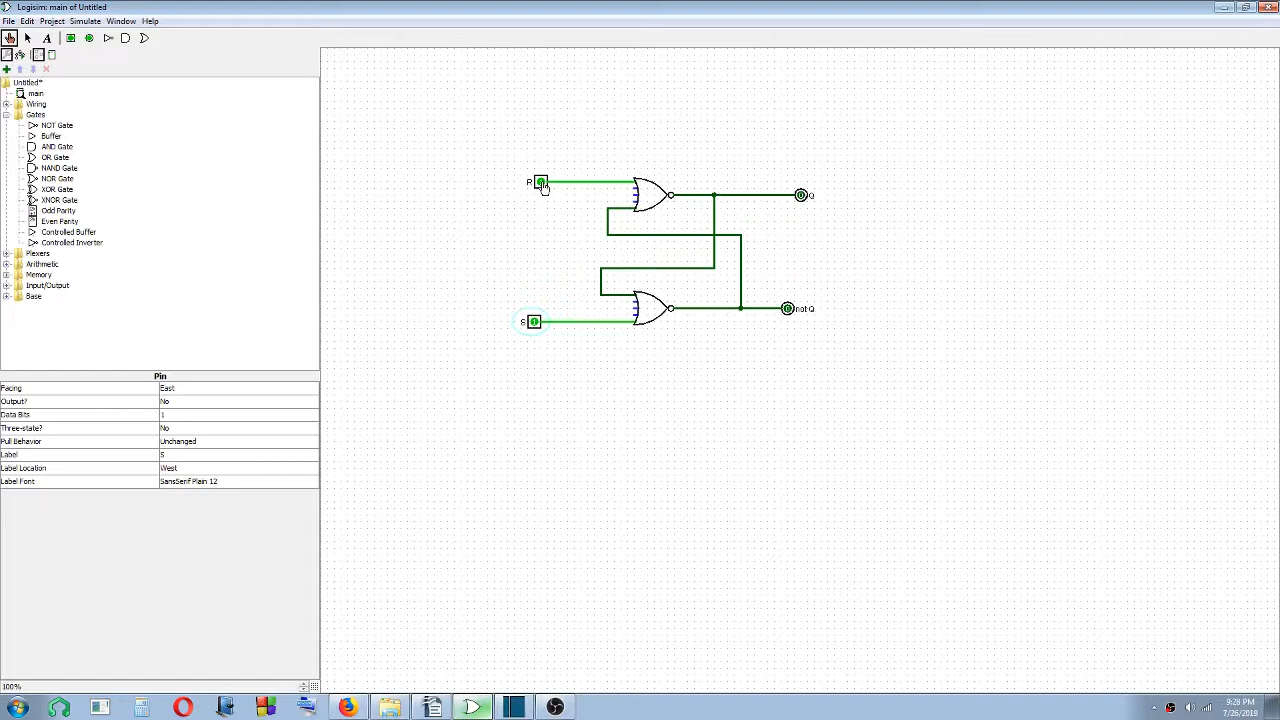 Logisim: main of Untitled
File Edit Project Simulate Window Help
A
Untitled*
main
Wiring
Gates
NOT Gate
Buffer
AND Gate
OR Gate
NAND Gate
NOR Gate
XOR Gate
XNOR Gate
Odd Parity
Even Parity
Controlled Buffer
Controlled Inverter
Plexers
Arithmetic
Memory
Input/Output
Base
R
Q
S
not Q
Pin
Facing East
Output? No
Data Bits 1
Three-state? No
Pull Behavior Unchanged
Label S
Label Location West
Label Font SansSerif Plain 12
100%
9:28 PM
7/26/2019